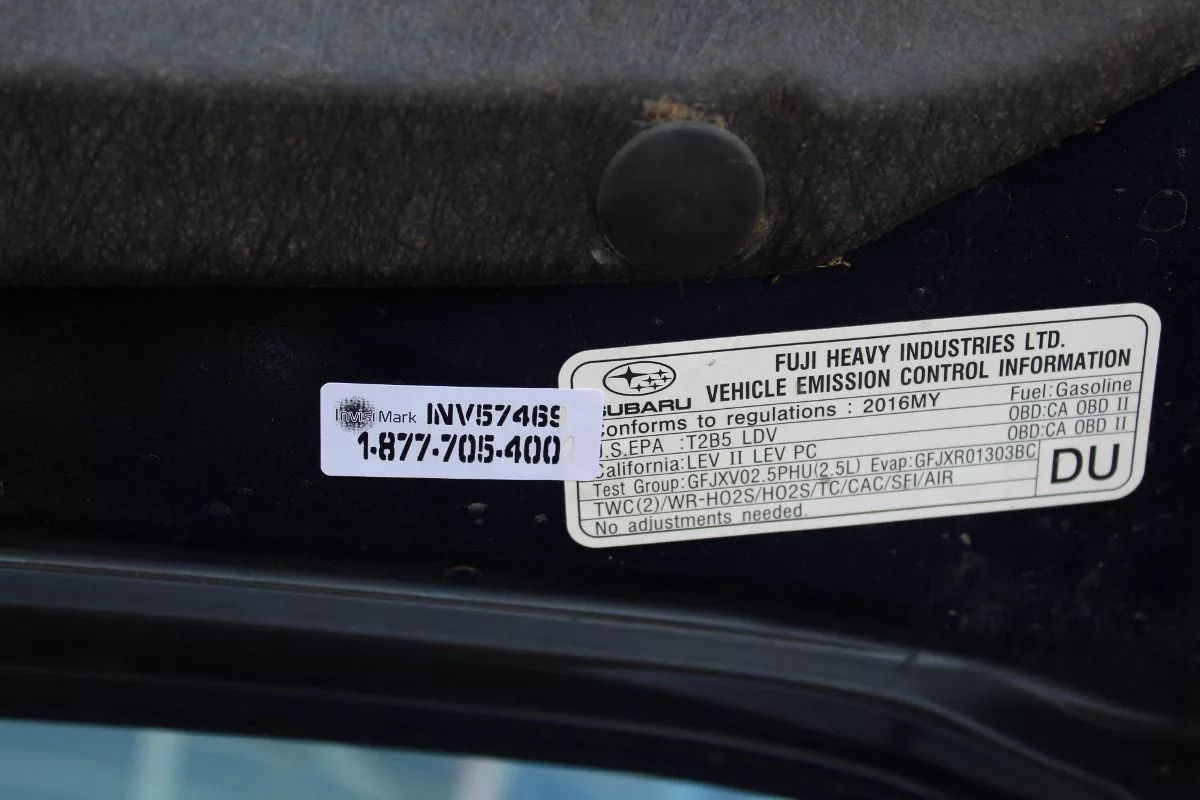 InvisiMark INV57469
1·877·705·400
SUBARU
FUJI HEAVY INDUSTRIES LTD.
VEHICLE EMISSION CONTROL INFORMATION
Conforms to regulations : 2016MY Fuel:Gasoline
U.S.EPA :T2B5 LDV OBD:CA OBD II
California:LEV II LEV PC OBD:CA OBD II
Test Group:GFJXV02.5PHU(2.5L) Evap:GFJXR01303BC
TWC(2)/WR-HO2S/HO2S/TC/CAC/SFI/AIR
No adjustments needed.
DU